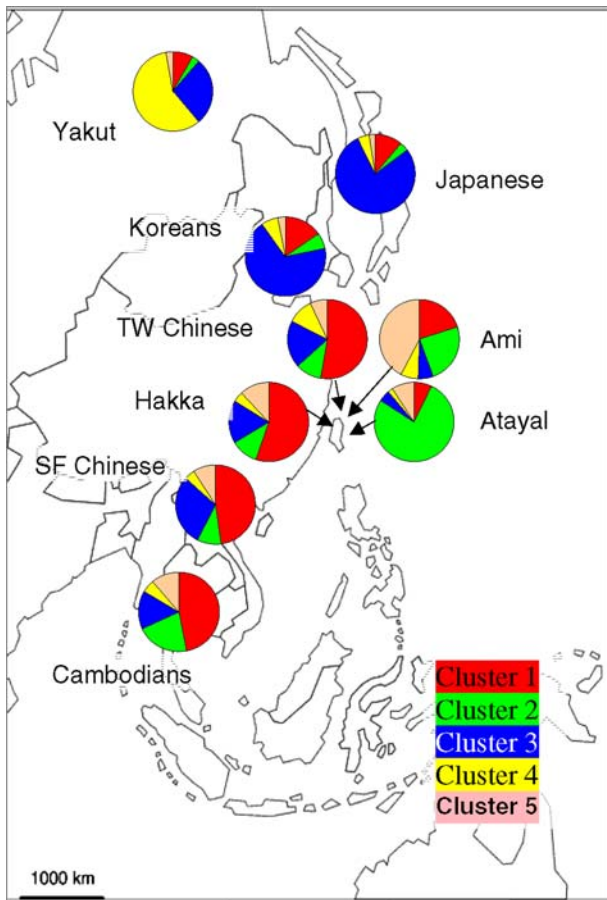 Yakut
Japanese
Koreans
TW Chinese
Ami
Hakka
Atayal
SF Chinese
Cambodians
Cluster 1
Cluster 2
Cluster 3
Cluster 4
Cluster 5
1000 km